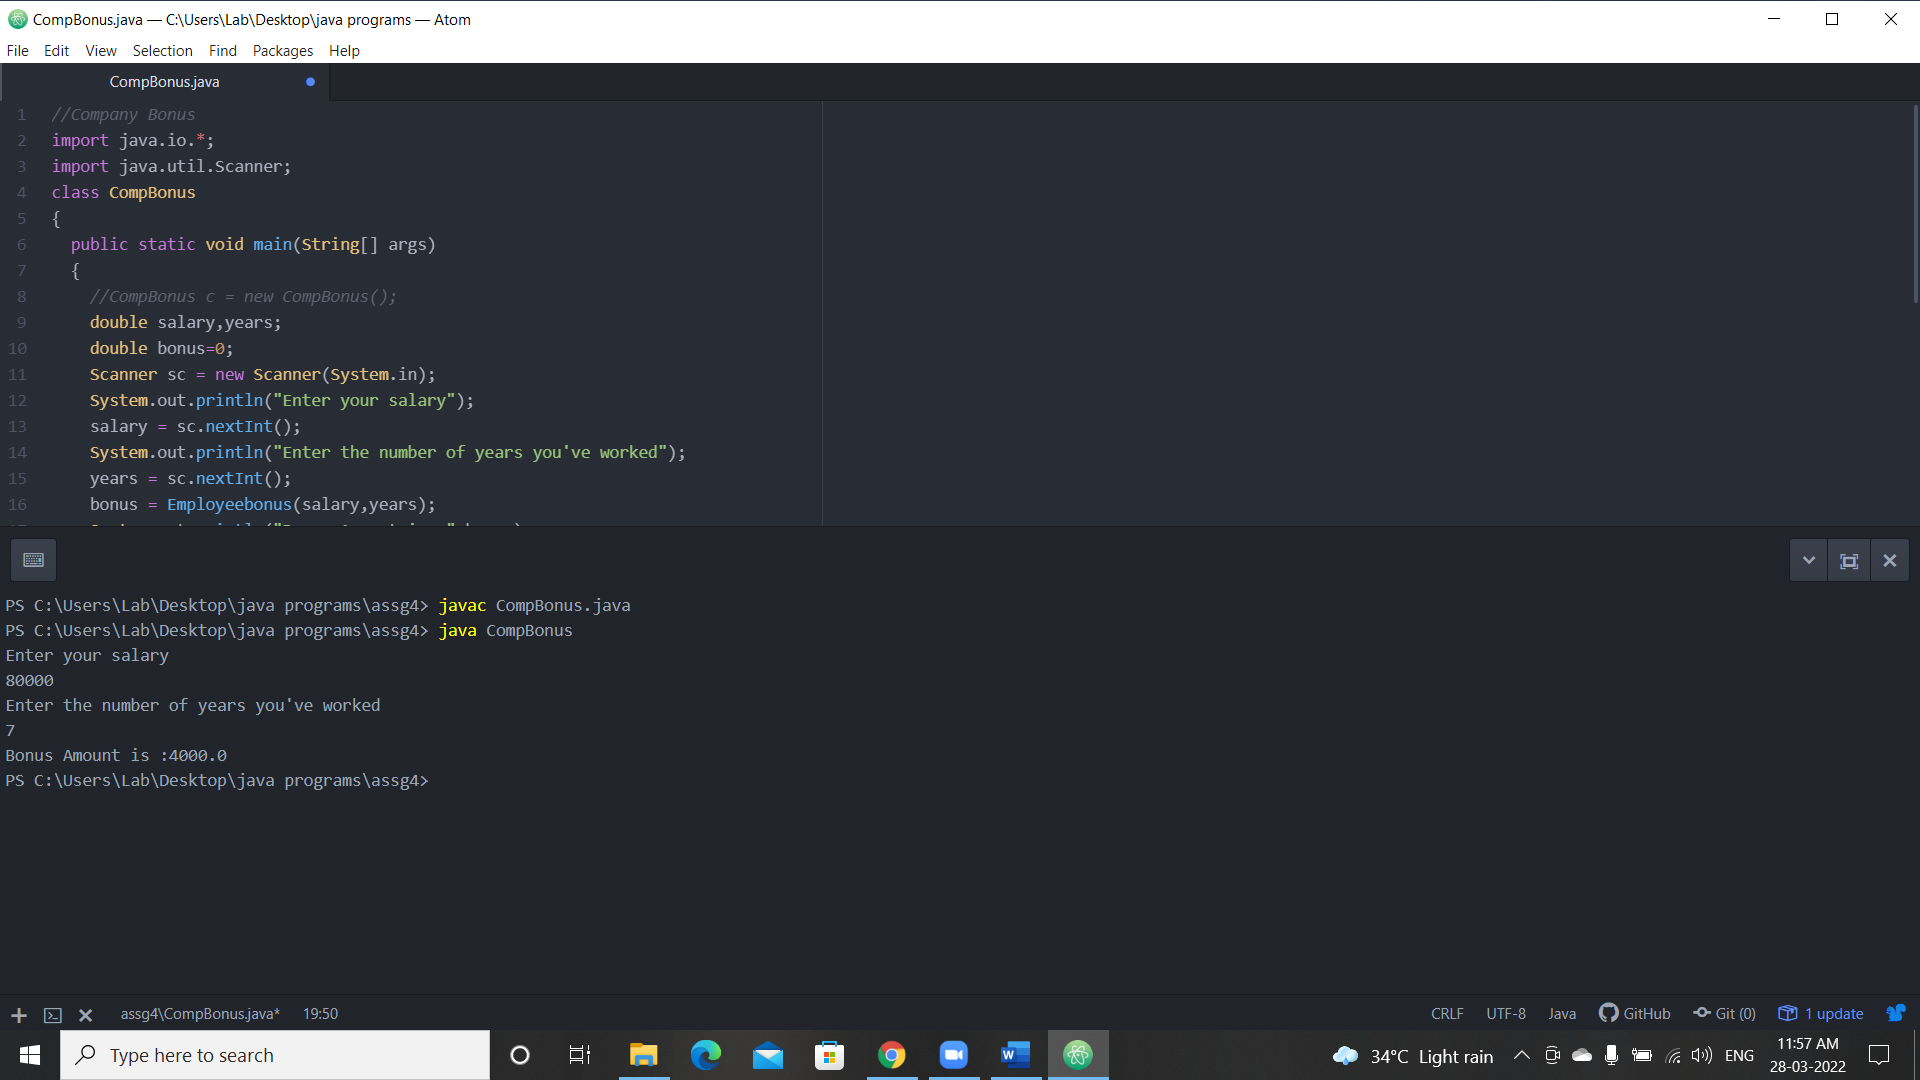 CompBonus.java — C:\Users\Lab\Desktop\java programs — Atom
File Edit View Selection Find Packages Help
CompBonus.java
1 //Company Bonus
2 import java.io.*;
3 import java.util.Scanner;
4 class CompBonus
5 {
6 public static void main(String[] args)
7 {
8 //CompBonus c = new CompBonus();
9 double salary,years;
10 double bonus=0;
11 Scanner sc = new Scanner(System.in);
12 System.out.println("Enter your salary");
13 salary = sc.nextInt();
14 System.out.println("Enter the number of years you've worked");
15 years = sc.nextInt();
16 bonus = Employeebonus(salary,years);
PS C:\Users\Lab\Desktop\java programs\assg4> javac CompBonus.java
PS C:\Users\Lab\Desktop\java programs\assg4> java CompBonus
Enter your salary
80000
Enter the number of years you've worked
7
Bonus Amount is :4000.0
PS C:\Users\Lab\Desktop\java programs\assg4>
assg4\CompBonus.java* 19:50 CRLF UTF-8 Java GitHub Git (0) 1 update
Type here to search 34°C Light rain ENG 11:57 AM
28-03-2022